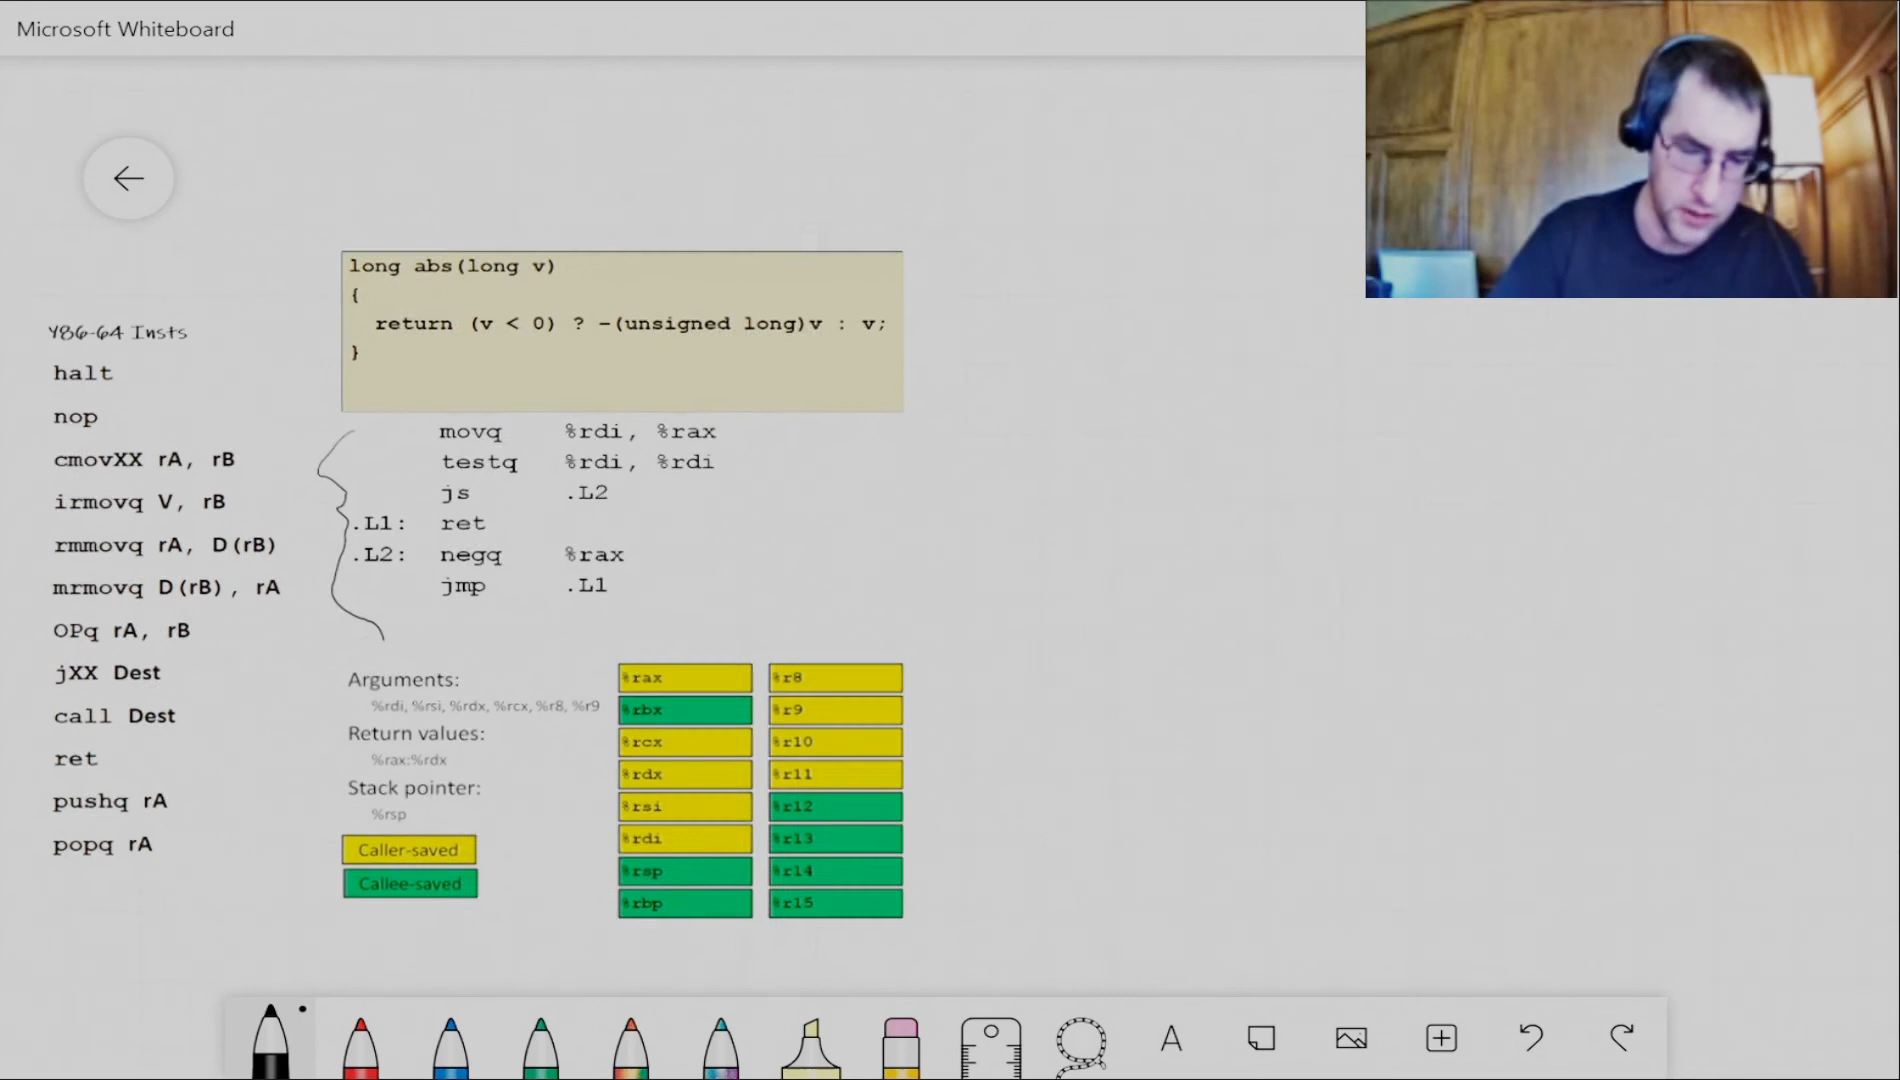 Microsoft Whiteboard
long abs(long v)
{
return (v < 0) ? -(unsigned long)v : v;
}
Y86-64 Insts
halt
nop
cmovXX rA, rB
irmovq V, rB
rmmovq rA, D(rB)
mrmovq D(rB), rA
OPq rA, rB
jXX Dest
call Dest
ret
pushq rA
popq rA
movq %rdi, %rax
testq %rdi, %rdi
js .L2
.L1: ret
.L2: negq %rax
jmp .L1
Arguments:
%rdi, %rsi, %rdx, %rcx, %r8, %r9
Return values:
%rax:%rdx
Stack pointer:
%rsp
Caller-saved
Callee-saved
%rax
%rbx
%rcx
%rdx
%rsi
%rdi
%rsp
%rbp
%r8
%r9
%r10
%r11
%r12
%r13
%r14
%r15